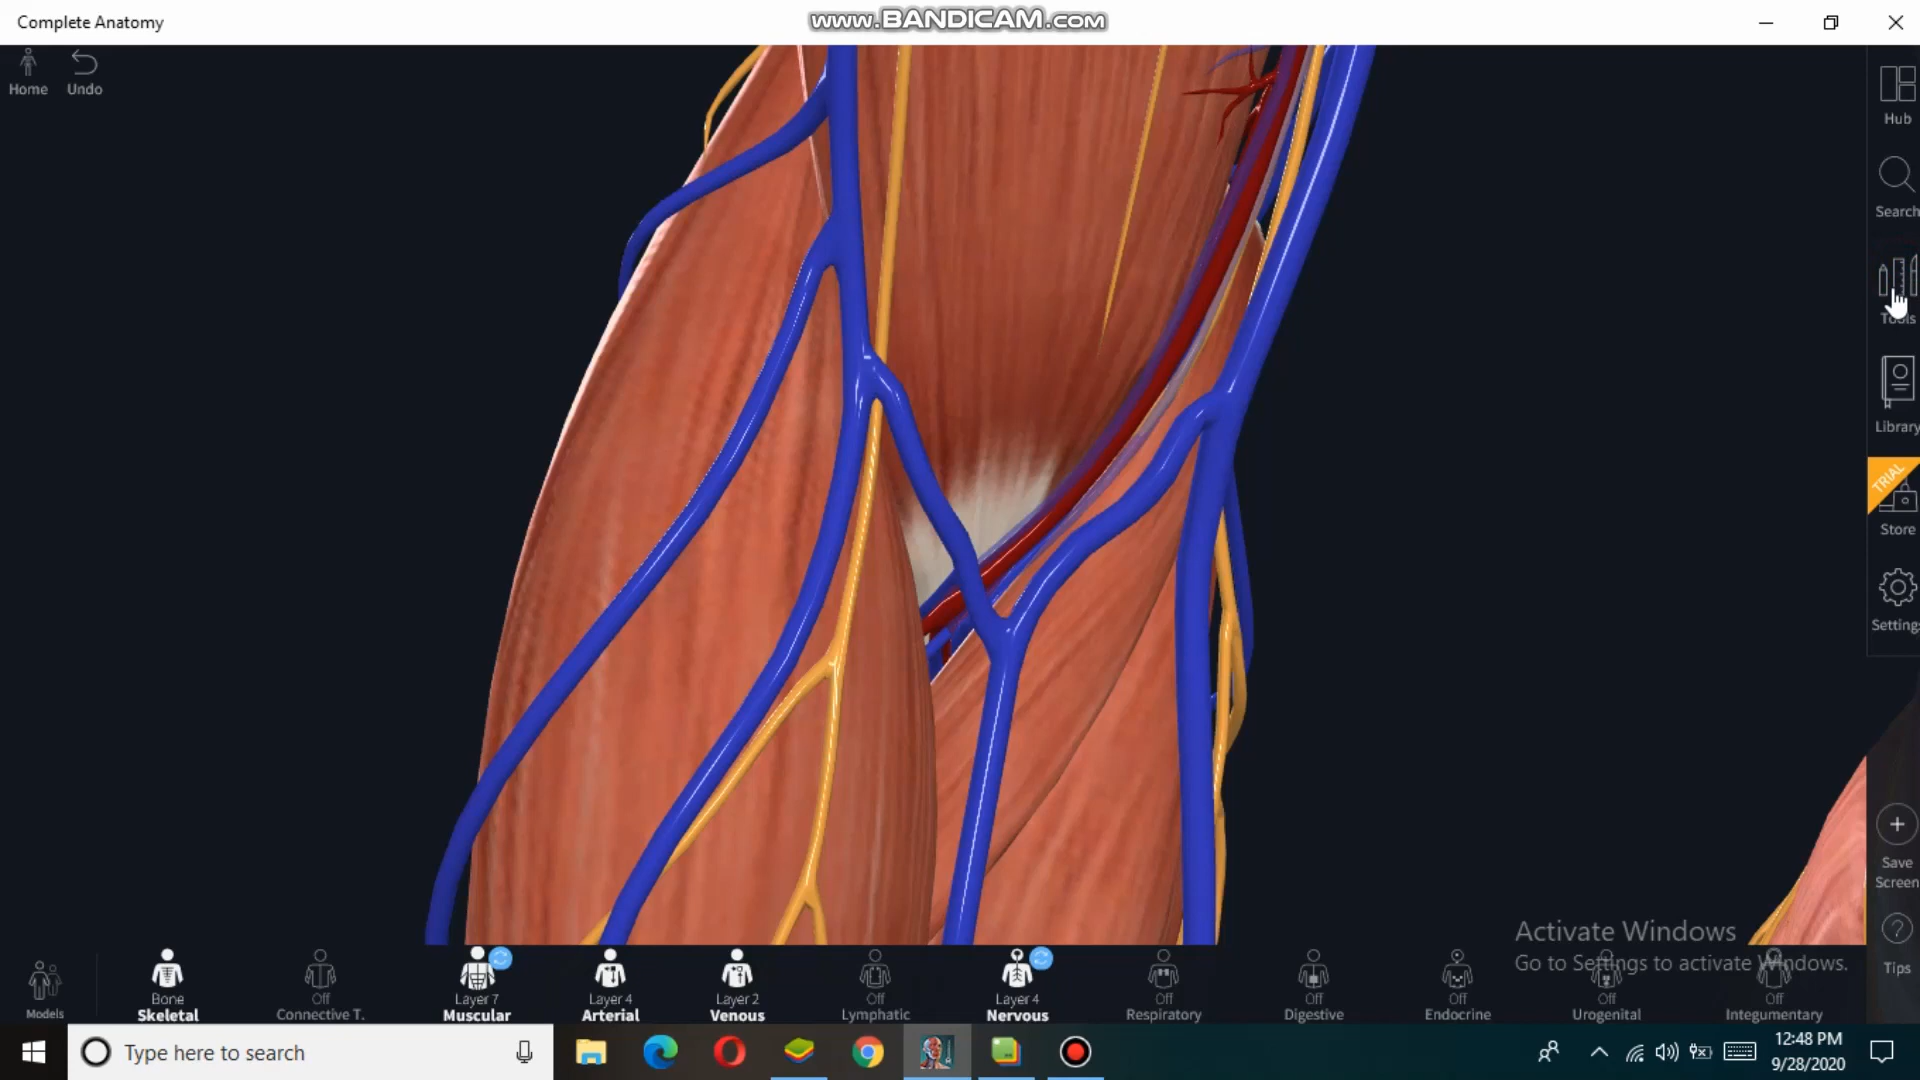 Complete Anatomy
www.BANDICAM.com
Home
Undo
Hub
Search
Tools
Library
TRIAL
Store
Settings
Save
Screen
Tips
Activate Windows
Go to Settings to activate Windows.
Models
Bone
Skeletal
Off
Connective T.
Layer 7
Muscular
Layer 4
Arterial
Layer 2
Venous
Off
Lymphatic
Layer 4
Nervous
Off
Respiratory
Off
Digestive
Off
Endocrine
Off
Urogenital
Off
Integumentary
Type here to search
12:48 PM
9/28/2020